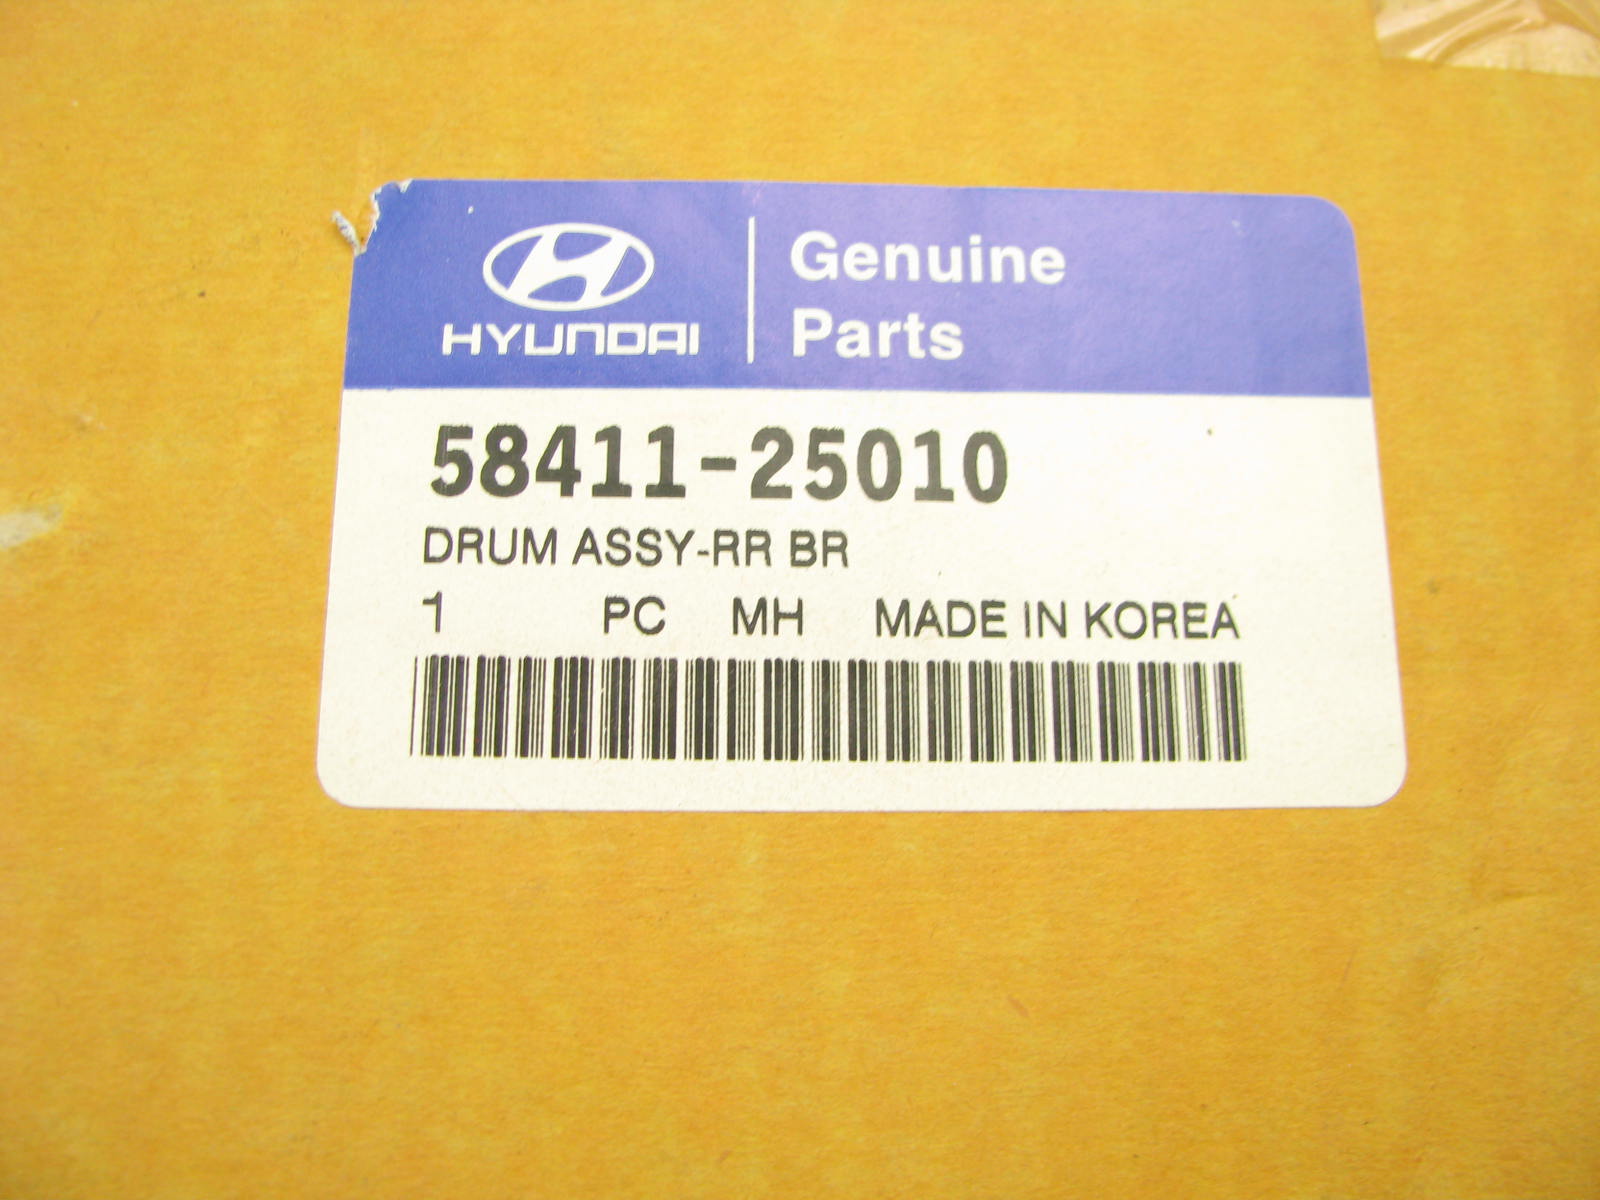 HYUNDAI
Genuine
Parts
58411-25010
DRUM ASSY-RR BR
1 PC MH MADE IN KOREA